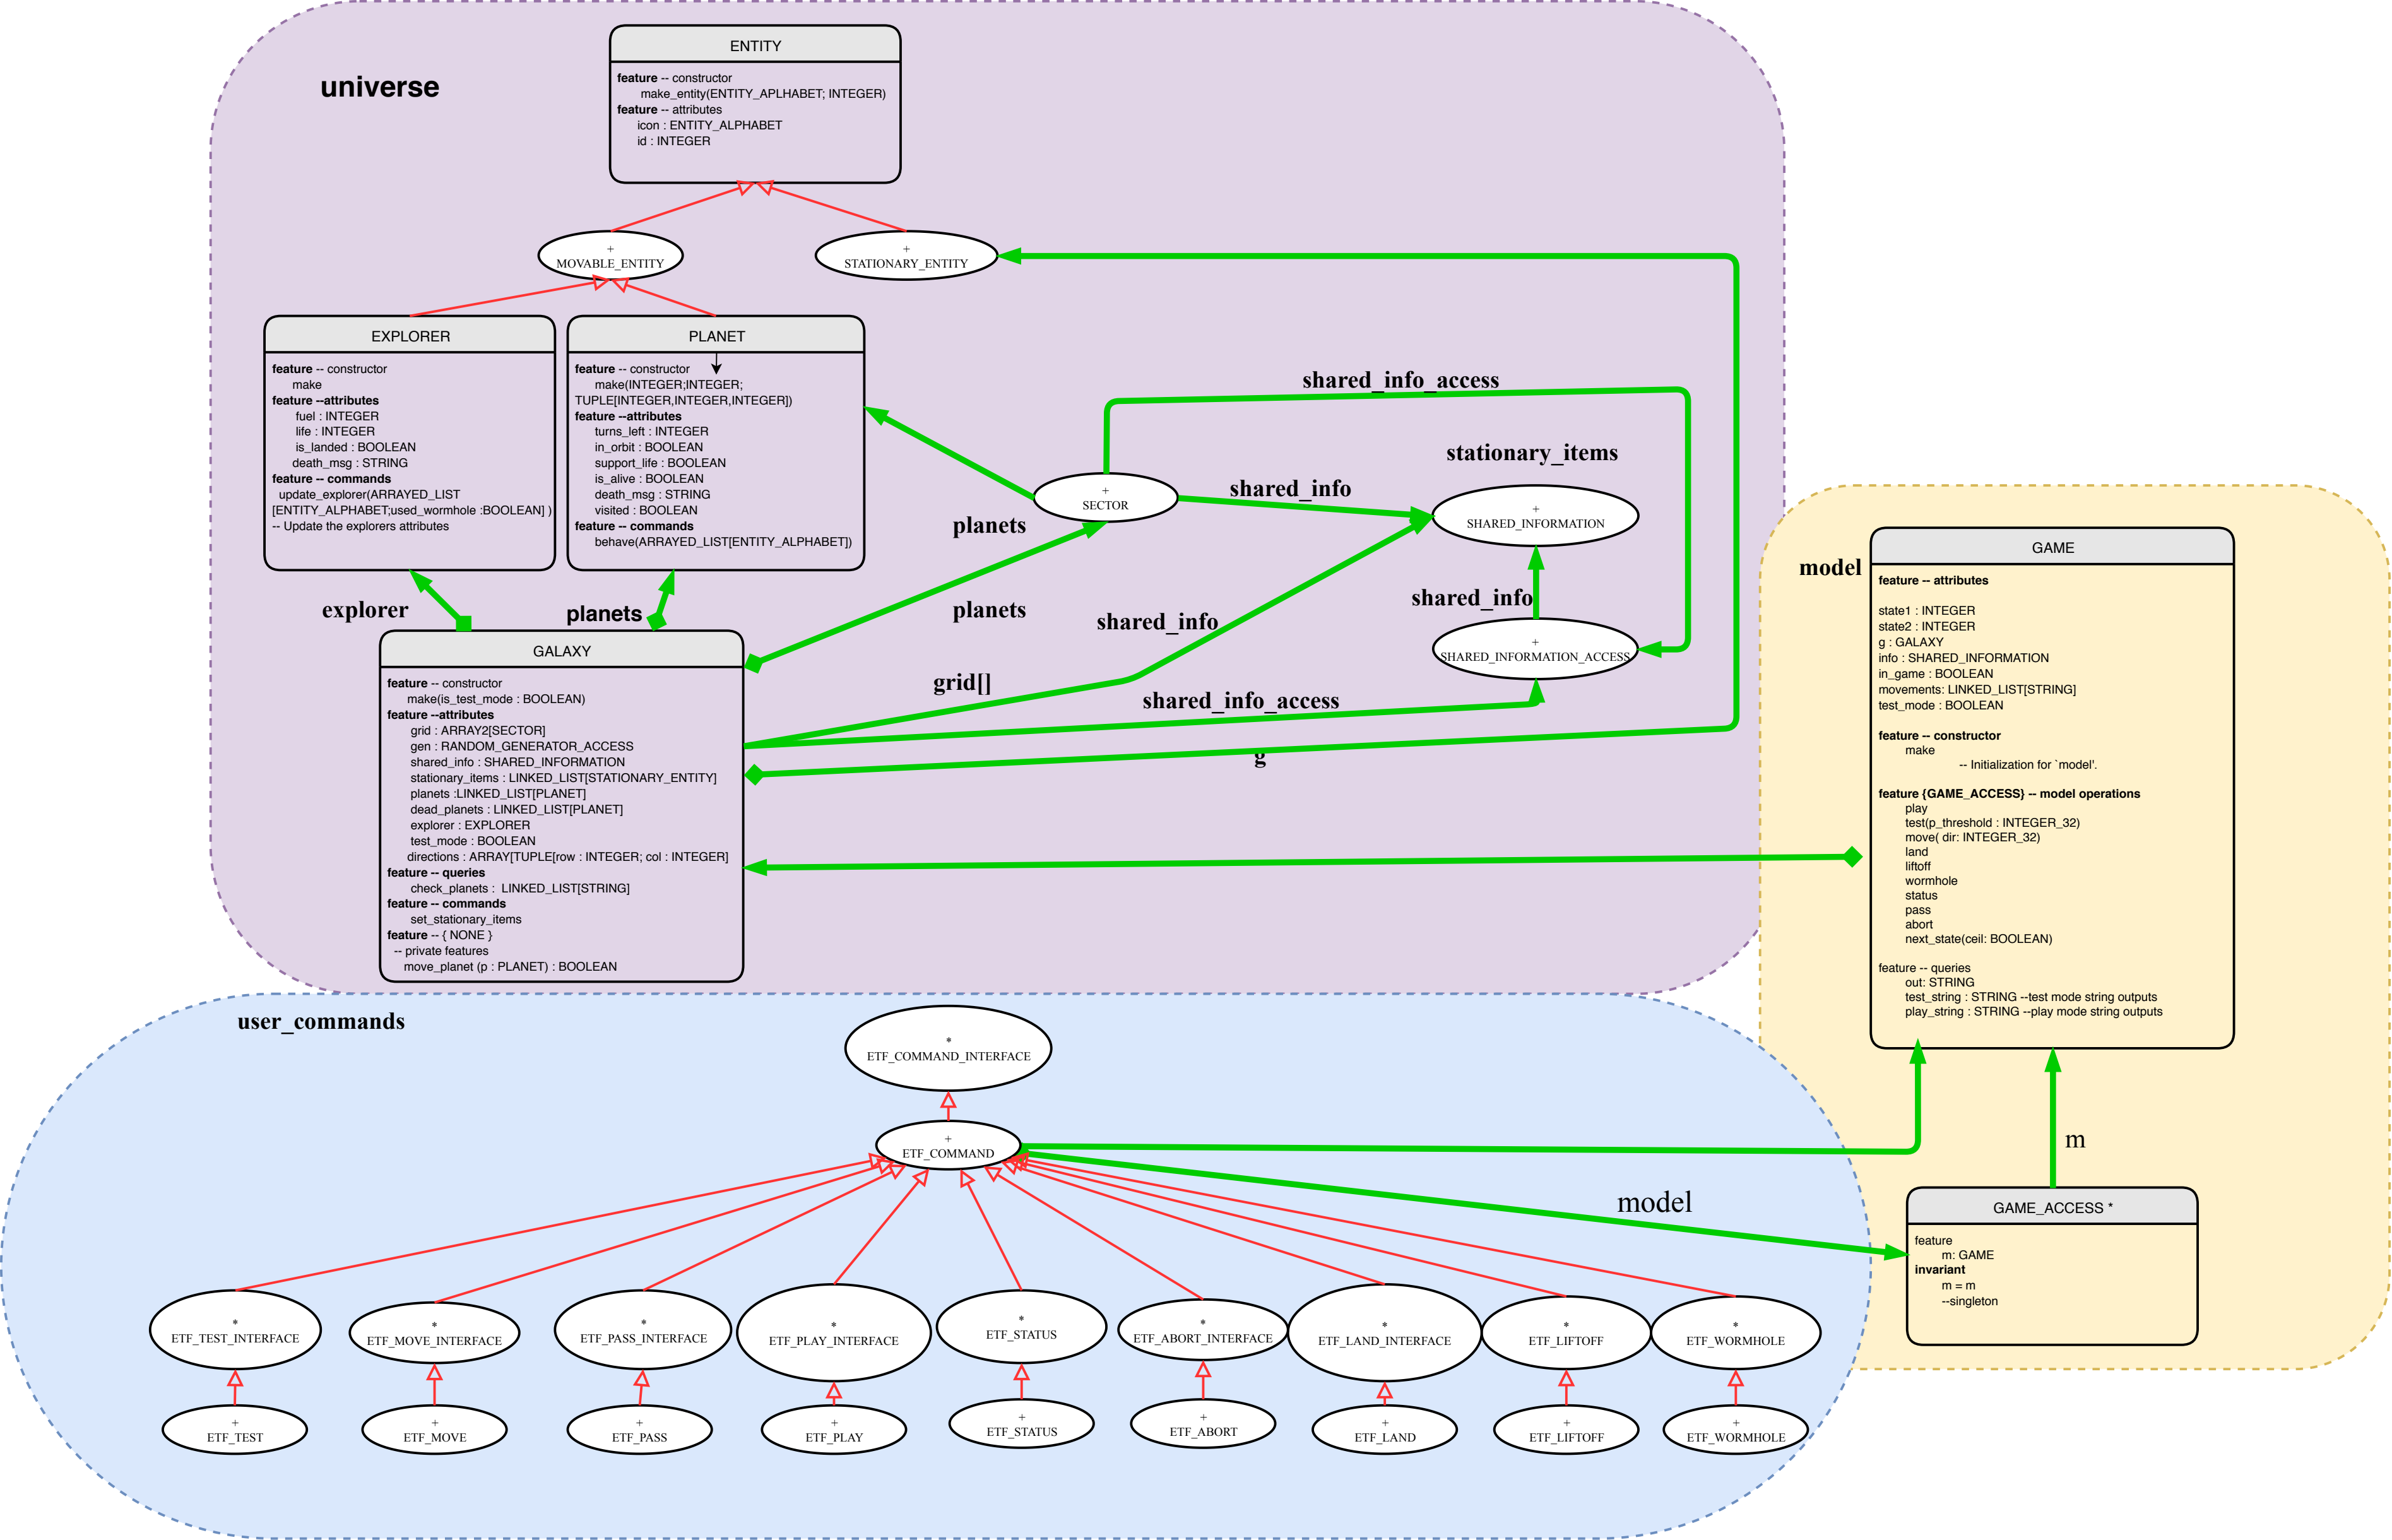 universe
ENTITY
feature -- constructor
make_entity(ENTITY_APLHABET; INTEGER)
feature -- attributes
icon : ENTITY_ALPHABET
id : INTEGER
+
MOVABLE_ENTITY
+
STATIONARY_ENTITY
EXPLORER
feature -- constructor
make
feature --attributes
fuel : INTEGER
life : INTEGER
is_landed : BOOLEAN
death_msg : STRING
feature -- commands
update_explorer(ARRAYED_LIST
[ENTITY_ALPHABET;used_wormhole :BOOLEAN] )
-- Update the explorers attributes
PLANET
feature -- constructor
make(INTEGER;INTEGER;
TUPLE[INTEGER,INTEGER,INTEGER])
feature --attributes
turns_left : INTEGER
in_orbit : BOOLEAN
support_life : BOOLEAN
is_alive : BOOLEAN
death_msg : STRING
visited : BOOLEAN
feature -- commands
behave(ARRAYED_LIST[ENTITY_ALPHABET])
shared_info_access
stationary_items
+
SECTOR
shared_info
planets
+
SHARED_INFORMATION
explorer
planets
planets
shared_info
shared_info
+
SHARED_INFORMATION_ACCESS
grid[]
shared_info_access
g
GALAXY
feature -- constructor
make(is_test_mode : BOOLEAN)
feature --attributes
grid : ARRAY2[SECTOR]
gen : RANDOM_GENERATOR_ACCESS
shared_info : SHARED_INFORMATION
stationary_items : LINKED_LIST[STATIONARY_ENTITY]
planets :LINKED_LIST[PLANET]
dead_planets : LINKED_LIST[PLANET]
explorer : EXPLORER
test_mode : BOOLEAN
directions : ARRAY[TUPLE[row : INTEGER; col : INTEGER]
feature -- queries
check_planets :  LINKED_LIST[STRING]
feature -- commands
set_stationary_items
feature -- { NONE }
-- private features
move_planet (p : PLANET) : BOOLEAN
model
GAME
feature -- attributes
state1 : INTEGER
state2 : INTEGER
g : GALAXY
info : SHARED_INFORMATION
in_game : BOOLEAN
movements: LINKED_LIST[STRING]
test_mode : BOOLEAN
feature -- constructor
make
-- Initialization for `model'.
feature {GAME_ACCESS} -- model operations
play
test(p_threshold : INTEGER_32)
move( dir: INTEGER_32)
land
liftoff
wormhole
status
pass
abort
next_state(ceil: BOOLEAN)
feature -- queries
out: STRING
test_string : STRING --test mode string outputs
play_string : STRING --play mode string outputs
m
GAME_ACCESS *
feature
m: GAME
invariant
m = m
--singleton
user_commands
*
ETF_COMMAND_INTERFACE
+
ETF_COMMAND
model
*
ETF_TEST_INTERFACE
*
ETF_MOVE_INTERFACE
*
ETF_PASS_INTERFACE
*
ETF_PLAY_INTERFACE
*
ETF_STATUS
*
ETF_ABORT_INTERFACE
*
ETF_LAND_INTERFACE
*
ETF_LIFTOFF
*
ETF_WORMHOLE
+
ETF_TEST
+
ETF_MOVE
+
ETF_PASS
+
ETF_PLAY
+
ETF_STATUS
+
ETF_ABORT
+
ETF_LAND
+
ETF_LIFTOFF
+
ETF_WORMHOLE